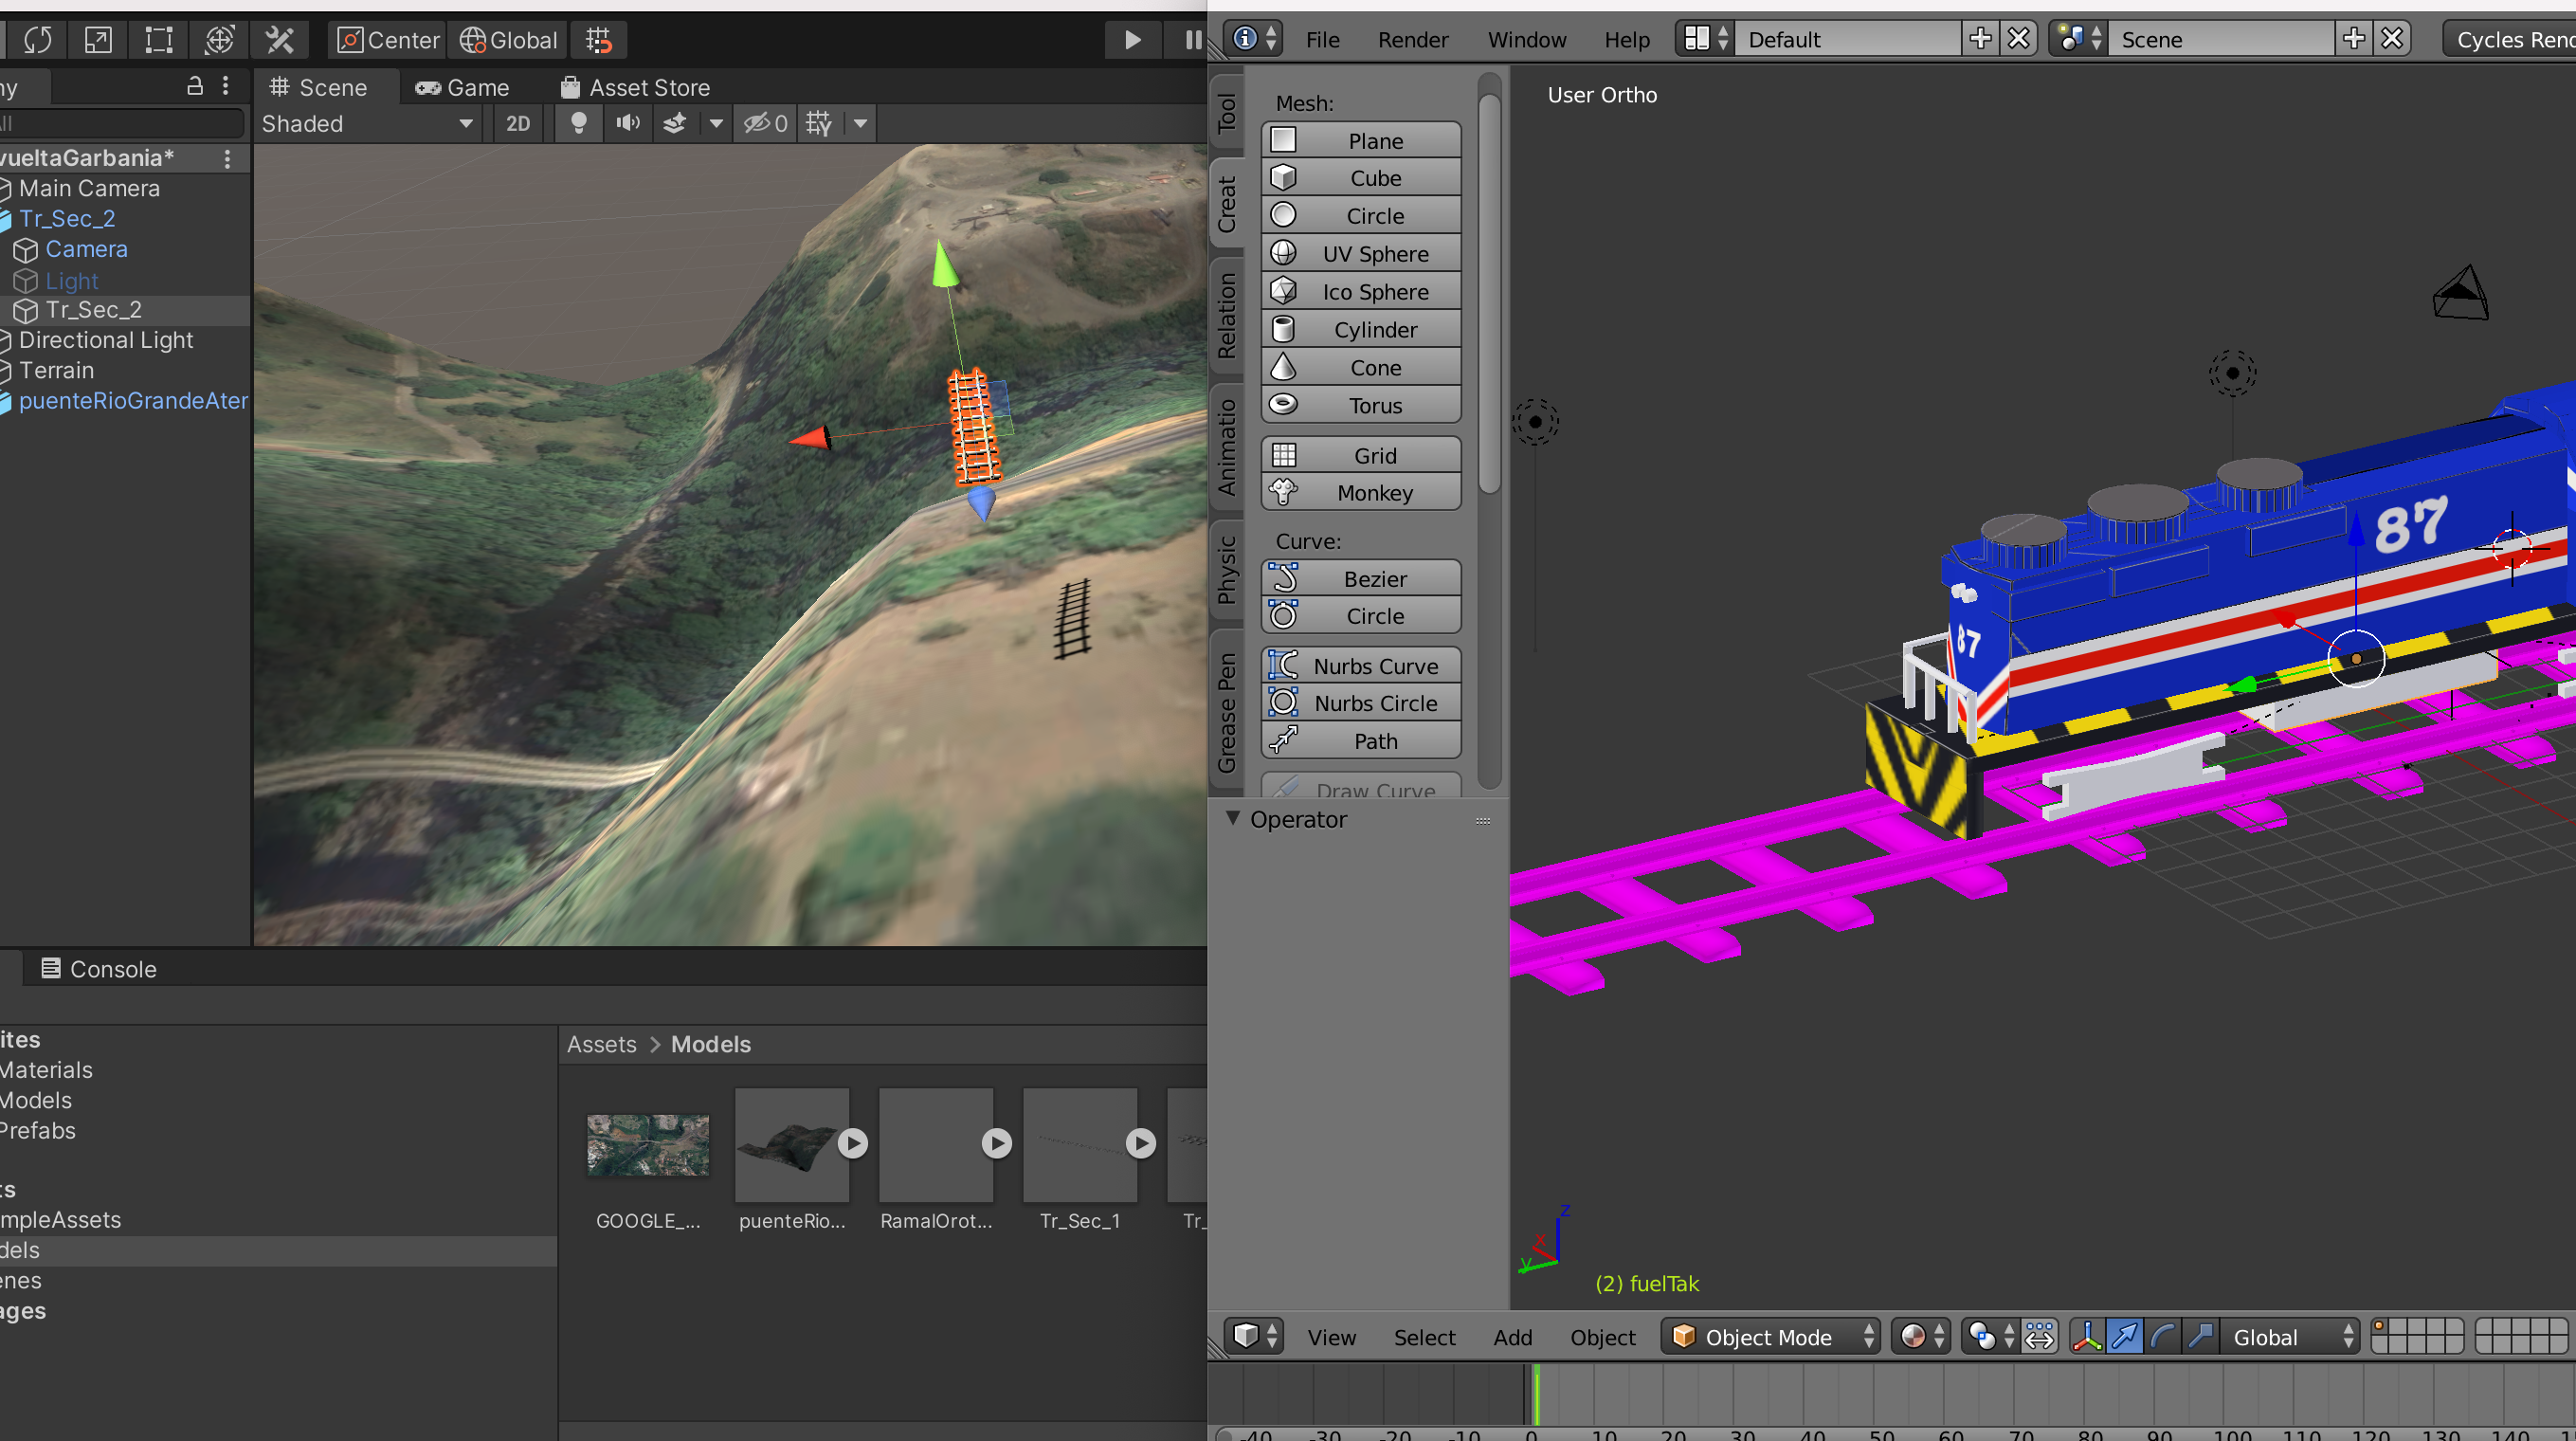 Center
Global
Scene
Game
Asset Store
Shaded
2D
0
vueltaGarbania*
Main Camera
Tr_Sec_2
Camera
Light
Tr_Sec_2
Directional Light
Terrain
puenteRioGrandeAter
Console
ites
Materials
Models
Prefabs
ts
mpleAssets
dels
enes
ages
Assets > Models
GOOGLE_...
puenteRio...
RamalOrot...
Tr_Sec_1
Tr_
File
Render
Window
Help
Default
Scene
Cycles Ren
Tool
Creat
Relation
Animatio
Physic
Grease Pen
Mesh:
Plane
Cube
Circle
UV Sphere
Ico Sphere
Cylinder
Cone
Torus
Grid
Monkey
Curve:
Bezier
Circle
Nurbs Curve
Nurbs Circle
Path
Draw Curve
Operator
User Ortho
87
87
z
x
y
(2) fuelTak
View
Select
Add
Object
Object Mode
Global
-40 -30 -20 -10 0 10 20 30 40 50 60 70 80 90 100 110 120 130 140